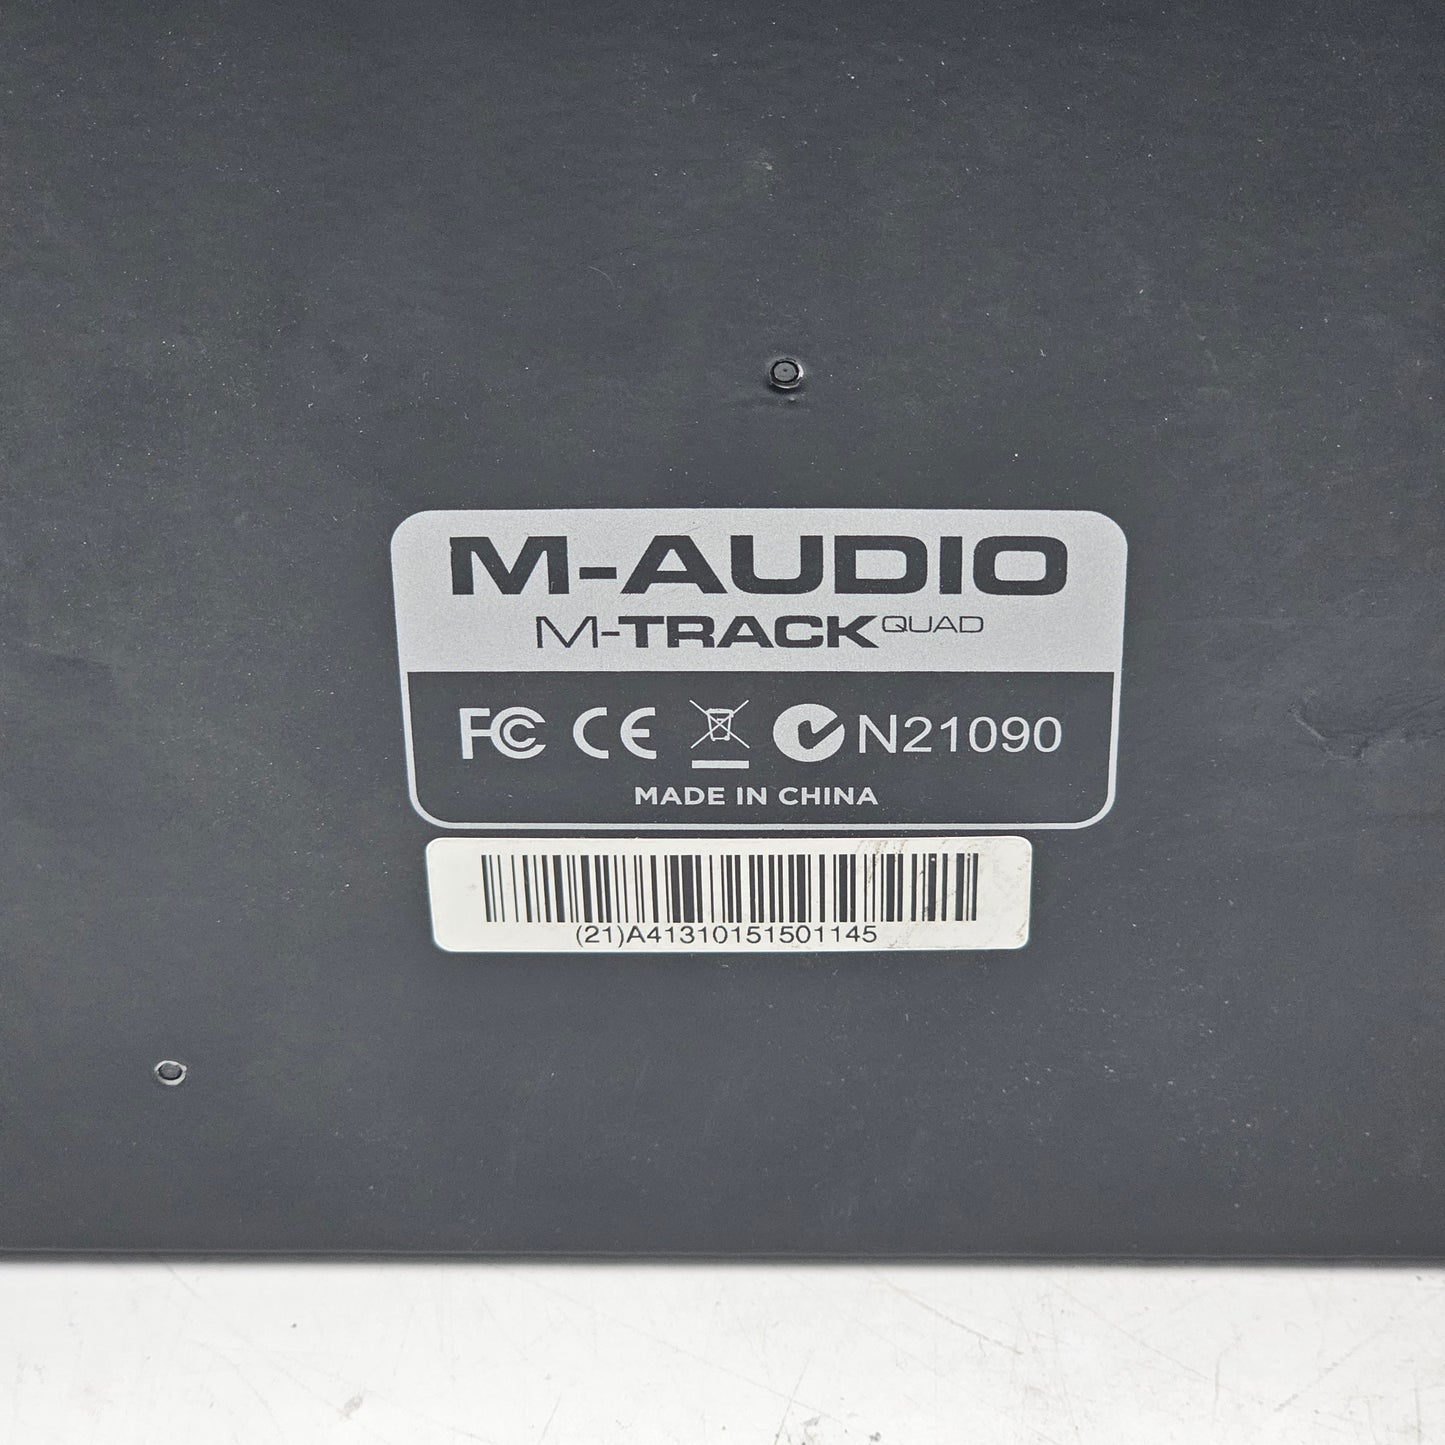 M-AUDIO
M-TRACK QUAD
FC CE N21090
MADE IN CHINA
(21)A41310151501145